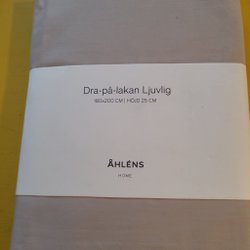 Dra-på-lakan Ljuvlig
180x200 CM | HÖJD 25 CM
ÅHLÉNS
HOME